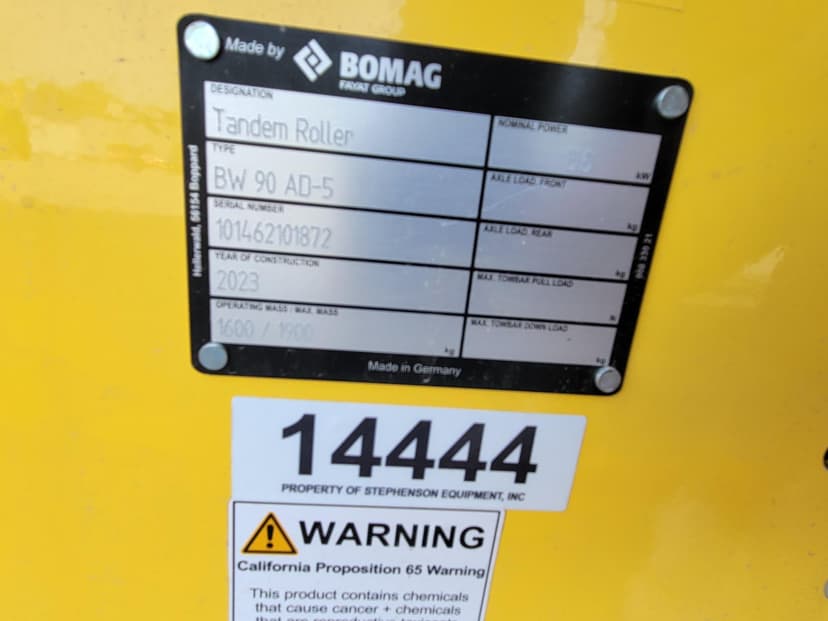 Made by BOMAG
FAYAT GROUP
DESIGNATION
Tandem Roller
TYPE
BW 90 AD-5
SERIAL NUMBER
101462101872
YEAR OF CONSTRUCTION
2023
OPERATING MASS / MAX. MASS
1600 / 1900 kg
NOMINAL POWER
kW
AXLE LOAD, FRONT
kg
AXLE LOAD, REAR
kg
MAX. TOWBAR PULL LOAD
MAX. TOWBAR DOWN LOAD
kg
Hellerwald, 56154 Boppard
Made in Germany
14444
PROPERTY OF STEPHENSON EQUIPMENT, INC
WARNING
California Proposition 65 Warning
This product contains chemicals
that cause cancer + chemicals